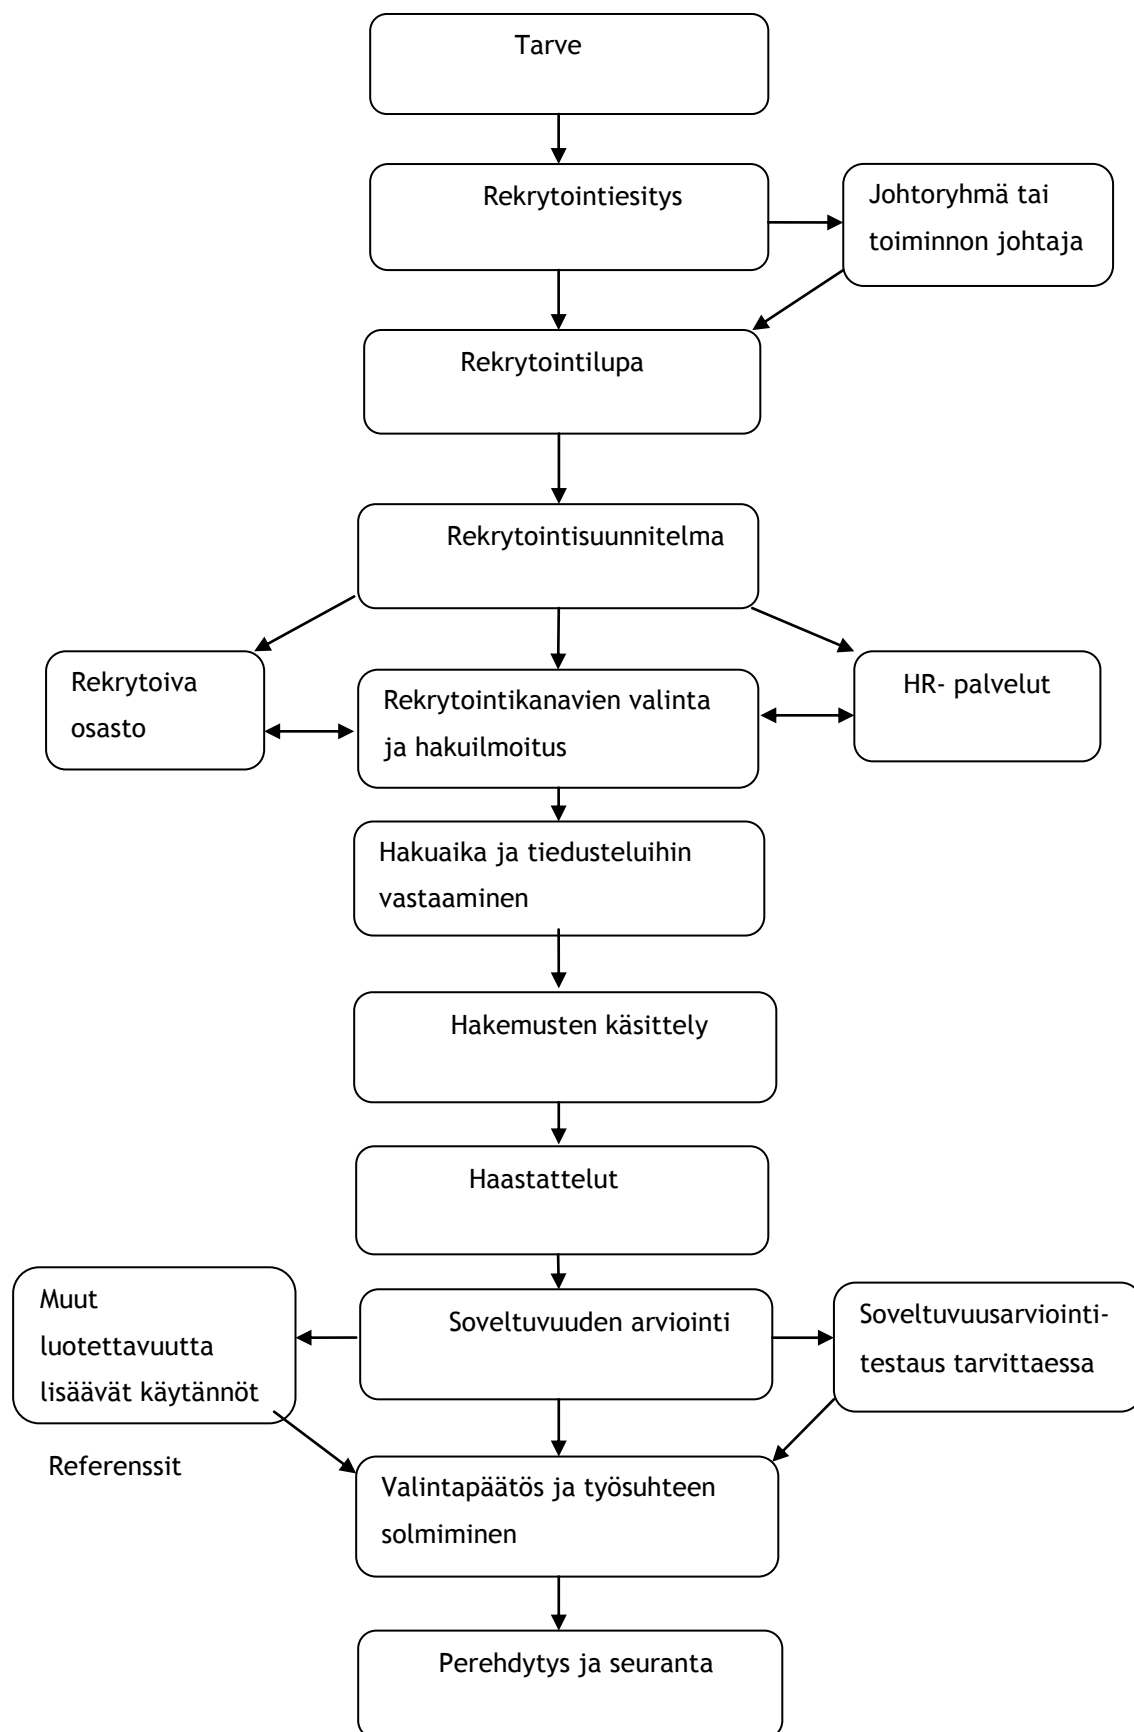 Tarve
Rekrytointiesitys
Johtoryhmä tai
toiminnon johtaja
Rekrytointilupa
Rekrytointisuunnitelma
Rekrytoiva
osasto
Rekrytointikanavien valinta
ja hakuilmoitus
HR- palvelut
Hakuaika ja tiedusteluihin
vastaaminen
Hakemusten käsittely
Haastattelut
Muut
luotettavuutta
lisäävät käytännöt
Soveltuvuuden arviointi
Soveltuvuusarviointi-
testaus tarvittaessa
Referenssit
Valintapäätös ja työsuhteen
solmiminen
Perehdytys ja seuranta